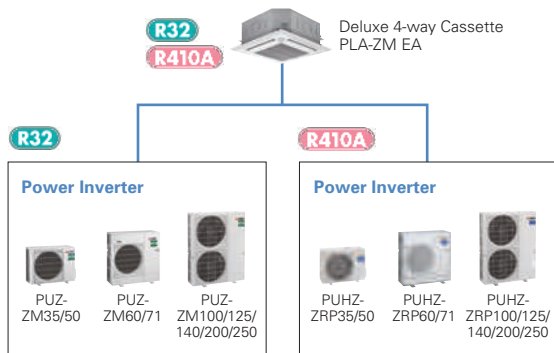 R32
R410A
Deluxe 4-way Cassette
PLA-ZM EA
R32
Power Inverter
PUZ-
ZM35/50
PUZ-
ZM60/71
PUZ-
ZM100/125/
140/200/250
R410A
Power Inverter
PUHZ-
ZRP35/50
PUHZ-
ZRP60/71
PUHZ-
ZRP100/125/
140/200/250